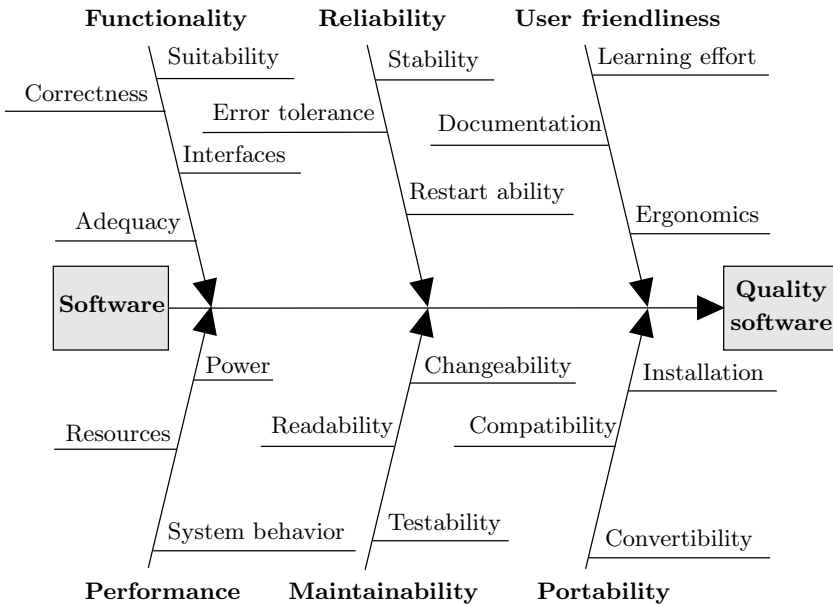 Functionality
Reliability
User friendliness
Suitability
Stability
Learning effort
Correctness
Error tolerance
Documentation
Interfaces
Restart ability
Adequacy
Ergonomics
Software
Quality
software
Power
Changeability
Installation
Resources
Readability
Compatibility
System behavior
Testability
Convertibility
Performance
Maintainability
Portability